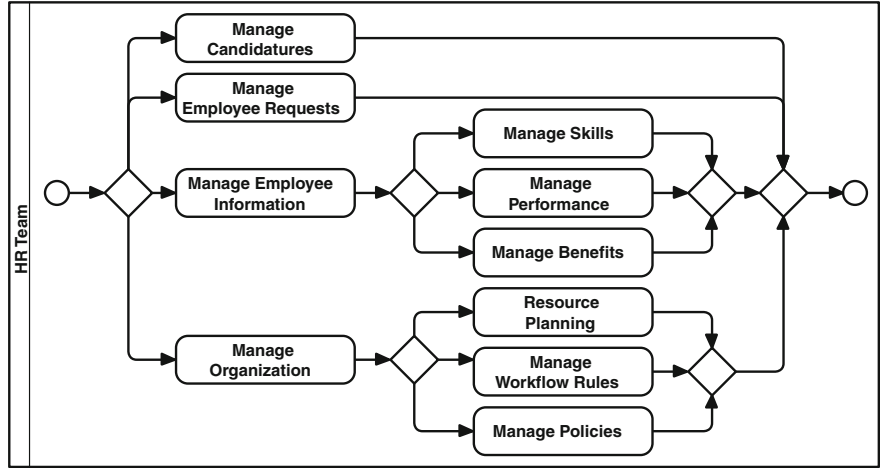 HR Team
Manage
Candidatures
Manage
Employee Requests
Manage Employee
Information
Manage Skills
Manage
Performance
Manage Benefits
Manage
Organization
Resource
Planning
Manage
Workflow Rules
Manage Policies